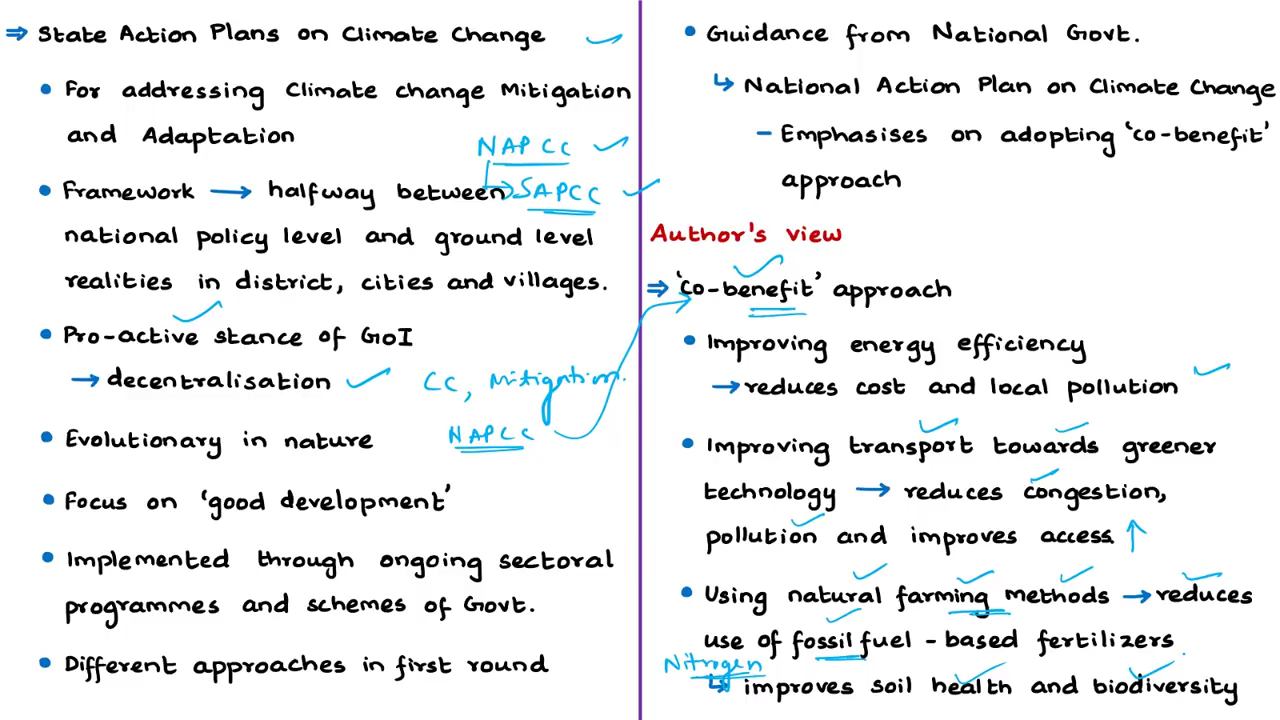 ⇒ State Action Plans on Climate Change
• For addressing Climate change Mitigation
and Adaptation
NAPCC
• Framework → halfway between
SAPCC
national policy level and ground level
realities in district, cities and villages.
• Pro-active stance of GoI
→ decentralisation
CC, Mitigation.
• Evolutionary in nature
NAPCC
• Focus on 'good development'
• Implemented through ongoing sectoral
programmes and schemes of Govt.
• Different approaches in first round
• Guidance from National Govt.
↳ National Action Plan on Climate Change
- Emphasises on adopting 'co-benefit'
approach
Author's view
⇒ 'co-benefit' approach
• Improving energy efficiency
→ reduces cost and local pollution
• Improving transport towards greener
technology → reduces congestion,
pollution and improves access ↑
• Using natural farming methods → reduces
use of fossil fuel - based fertilizers
Nitrogen
↳ improves soil health and biodiversity